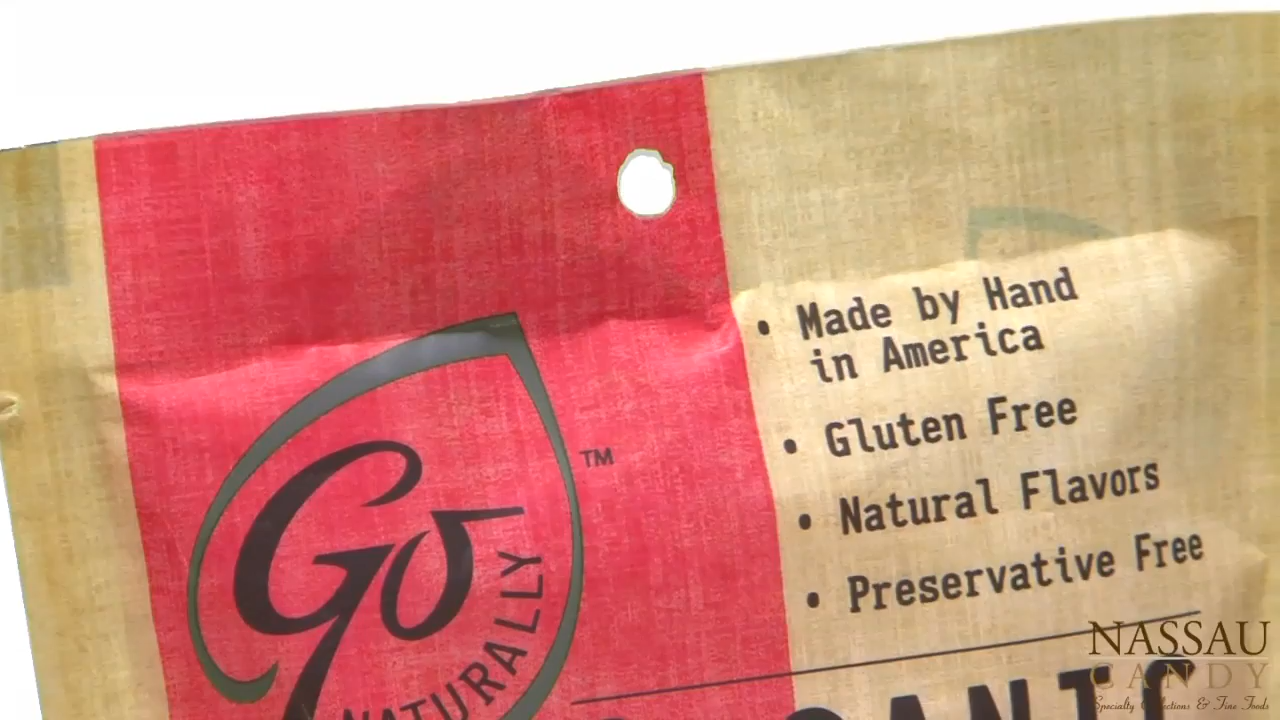 • Made by Hand
in America
• Gluten Free
• Natural Flavors
• Preservative Free
Go
NATURALLY
TM
NASSAU
CANDY
Specialty Confections & Fine Foods